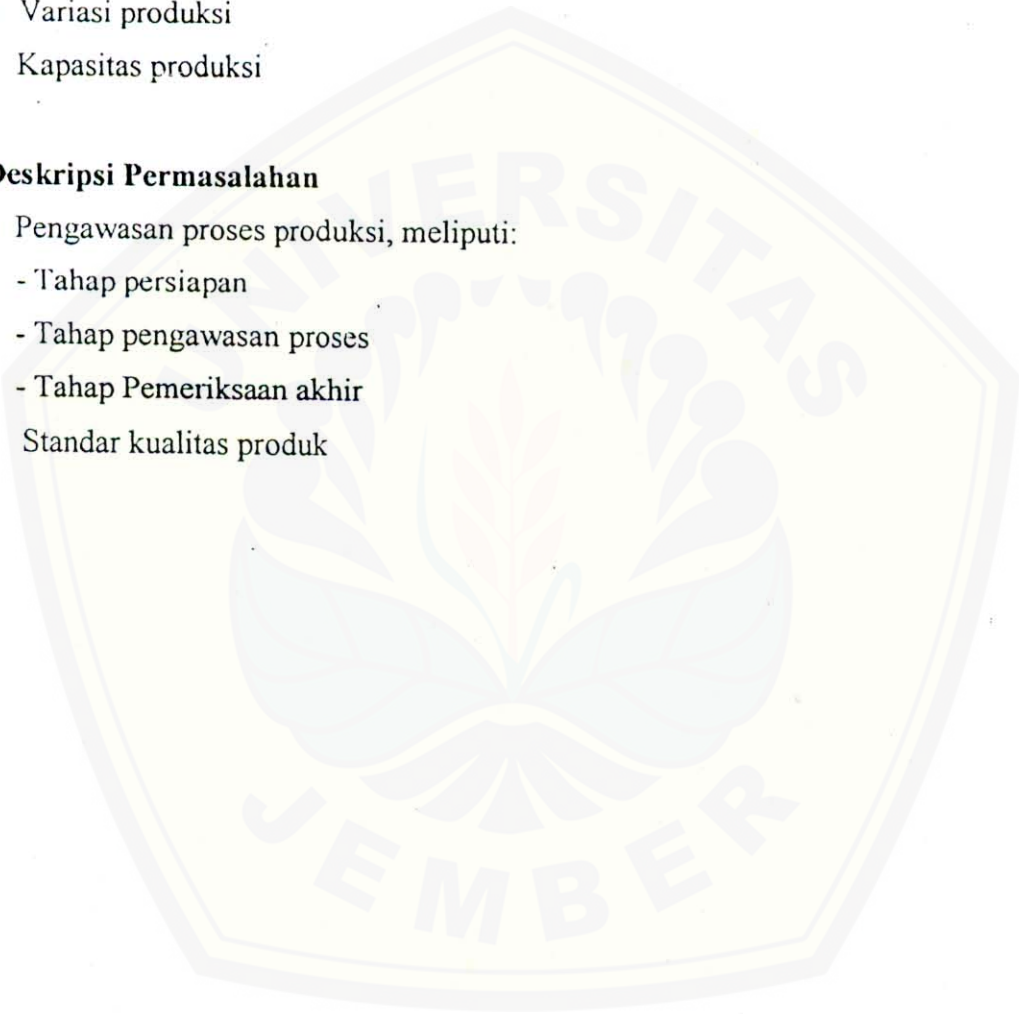 Variasi produksi
Kapasitas produksi
Deskripsi Permasalahan
Pengawasan proses produksi, meliputi:
- Tahap persiapan
- Tahap pengawasan proses
- Tahap Pemeriksaan akhir
Standar kualitas produk
UNIVERSITAS
JEMBER